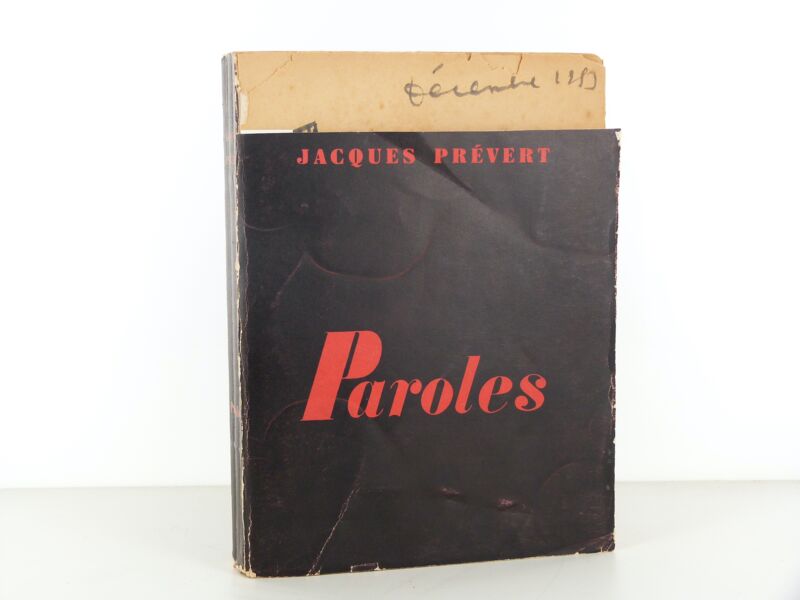 Décembre
JACQUES PRÉVERT
Paroles